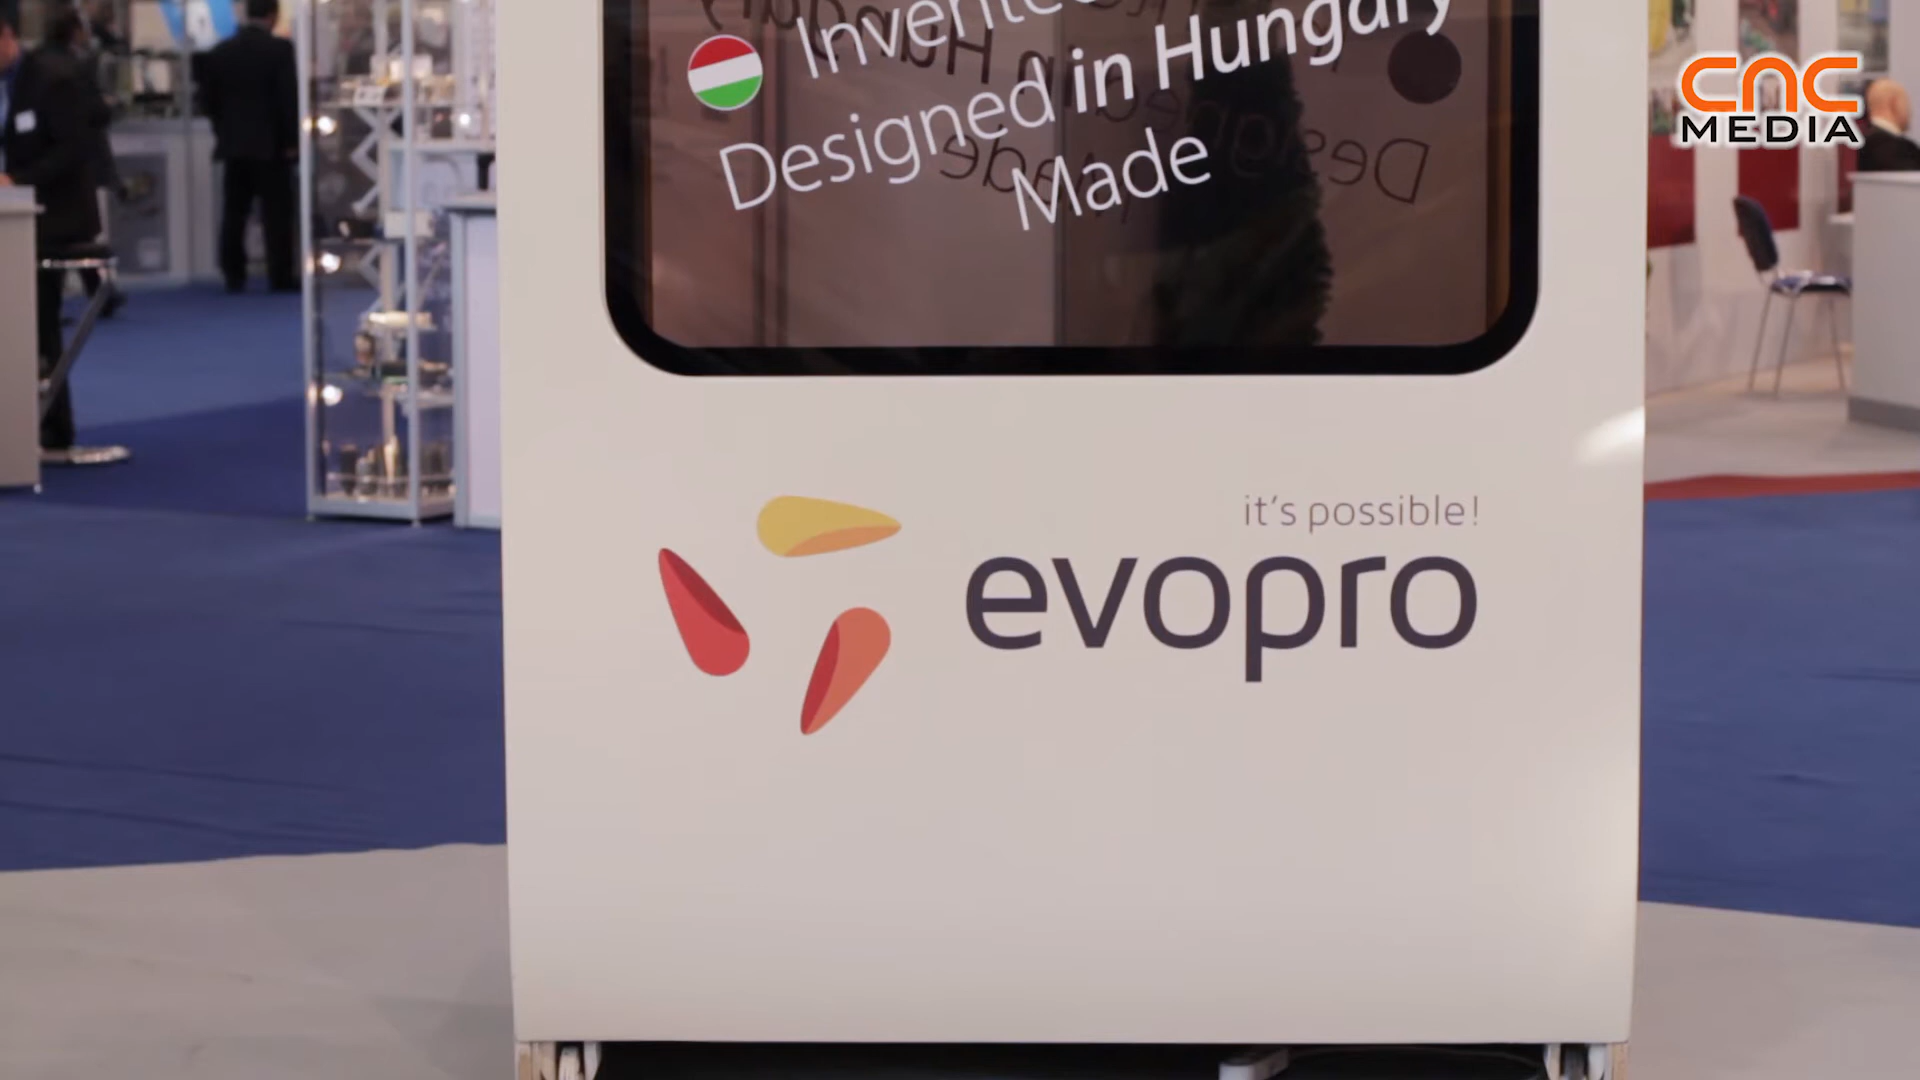 Invented
Designed in Hungary
Made
it's possible!
evopro
CNC
MEDIA